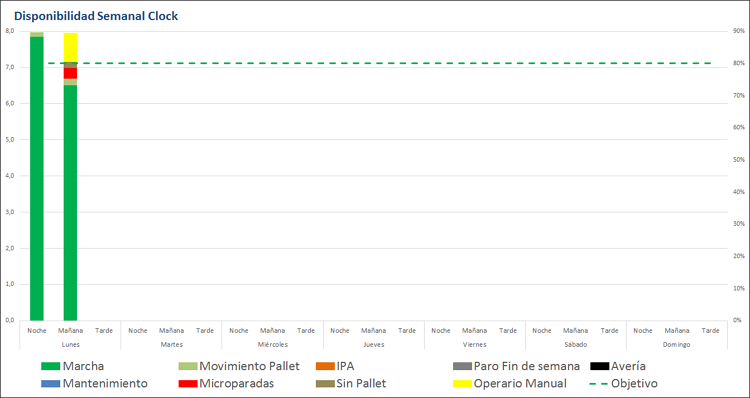 Disponibilidad Semanal Clock
8,0 90%
7,0 80%
6,0 70%
5,0 60%
4,0 50%
3,0 40%
2,0 30%
1,0 20%
0,0 10%
0%
Noche Mañana Tarde Noche Mañana Tarde Noche Mañana Tarde Noche Mañana Tarde Noche Mañana Tarde Noche Mañana Tarde Noche Mañana Tarde
Lunes Martes Miércoles Jueves Viernes Sábado Domingo
Marcha Movimiento Pallet IPA Paro Fin de semana Avería
Mantenimiento Microparadas Sin Pallet Operario Manual Objetivo